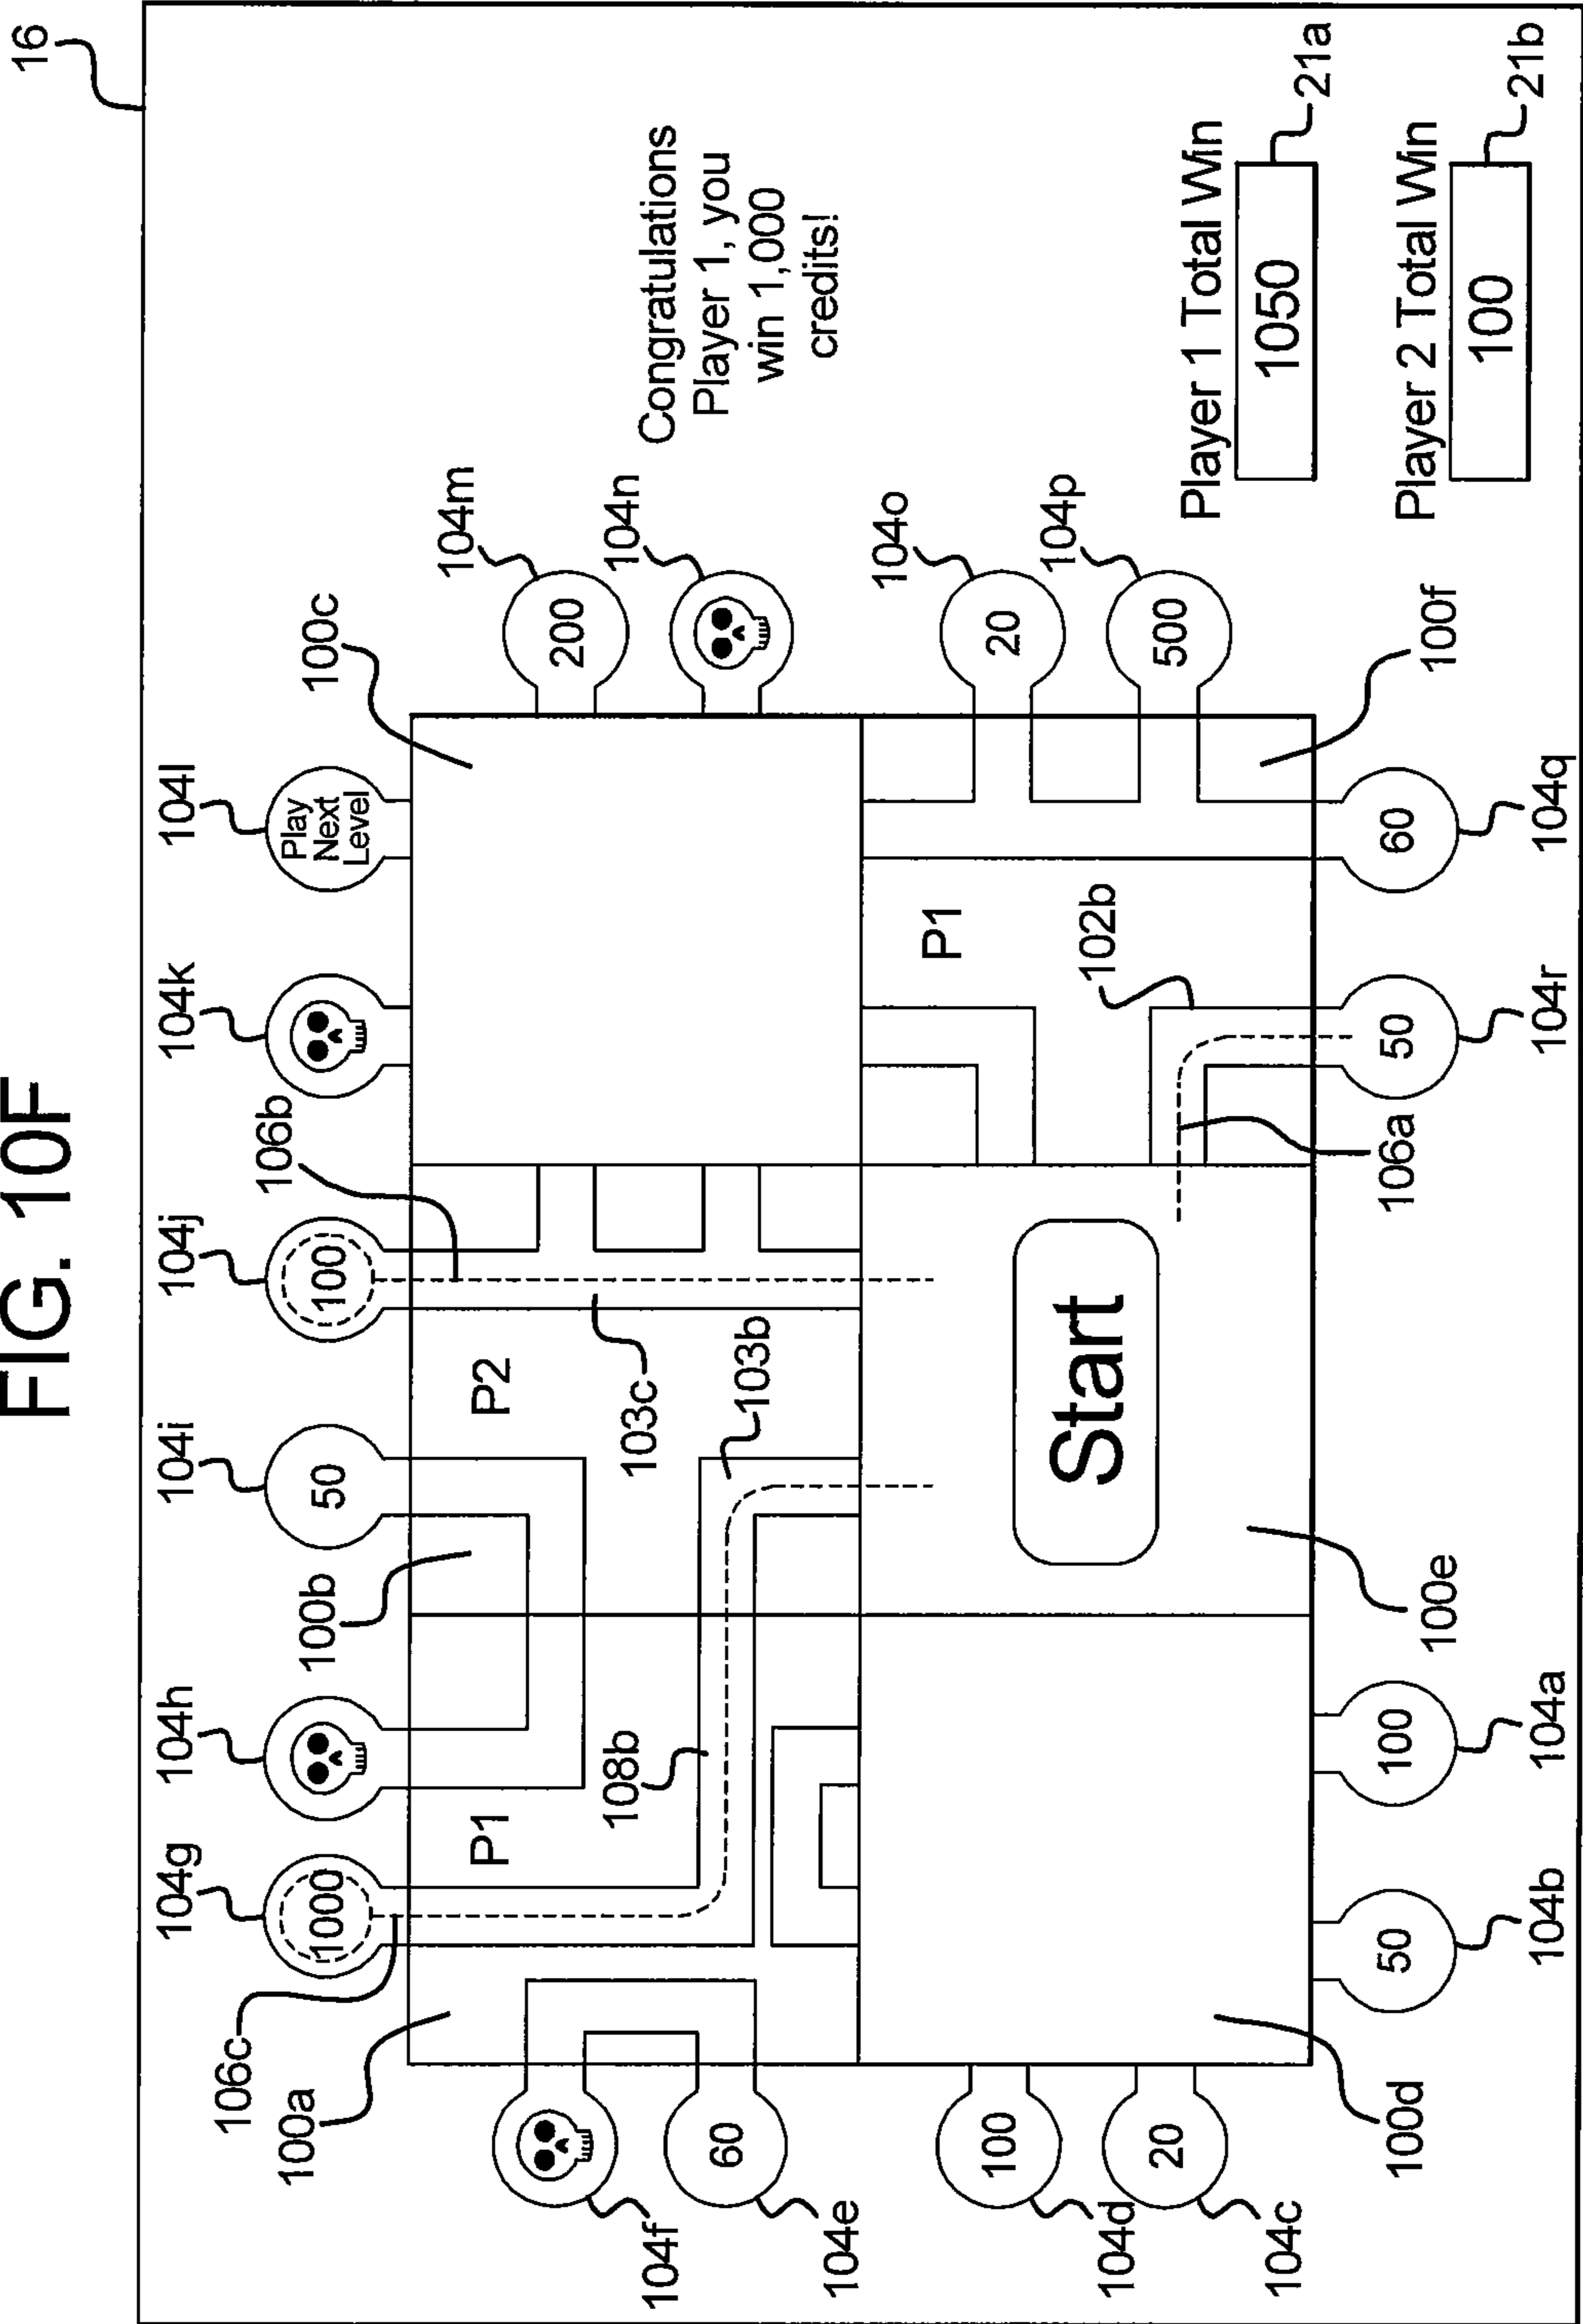 FIG. 10F
16
106c
104g
104h
104i
104j
106b
104k
104l
1000
50
100
Play
Next
Level
100a
100b
100c
P1
P2
104m
200
104f
108b
103c
103b
104n
60
104e
Congratulations
Player 1, you
win 1,000
credits!
104o
20
P1
100
104d
Start
102b
104p
500
20
104c
106a
Player 1 Total Win
1050
21a
100d
100e
100f
50
100
50
60
104b
104a
104r
104q
Player 2 Total Win
100
21b